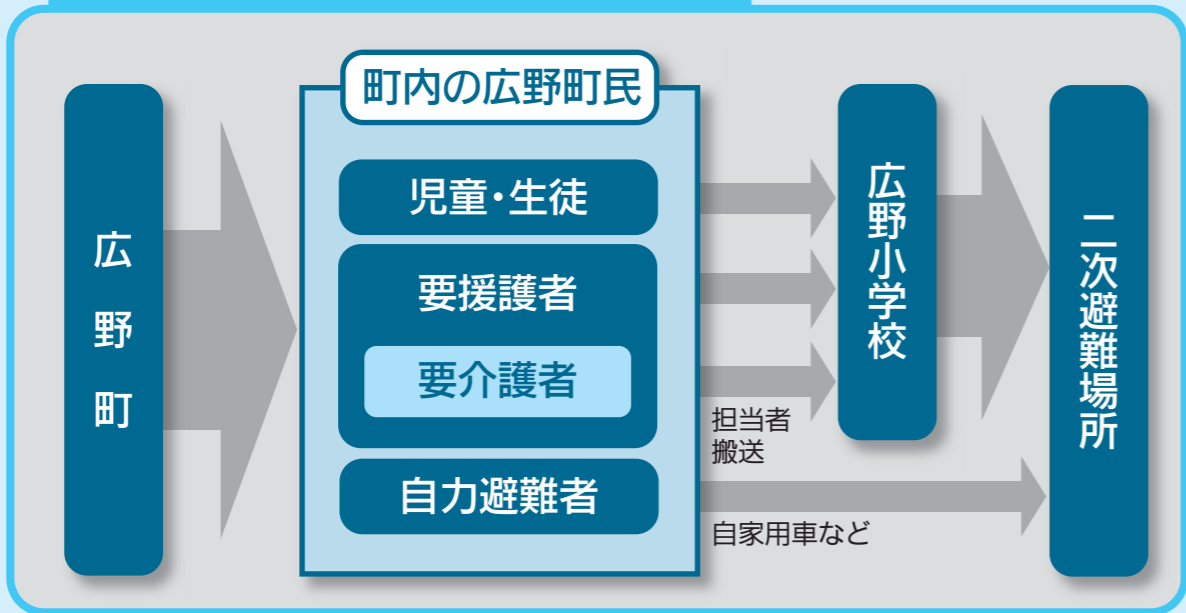 広野町
町内の広野町民
児童・生徒
要援護者
要介護者
自力避難者
担当者
搬送
自家用車など
広野小学校
二次避難場所